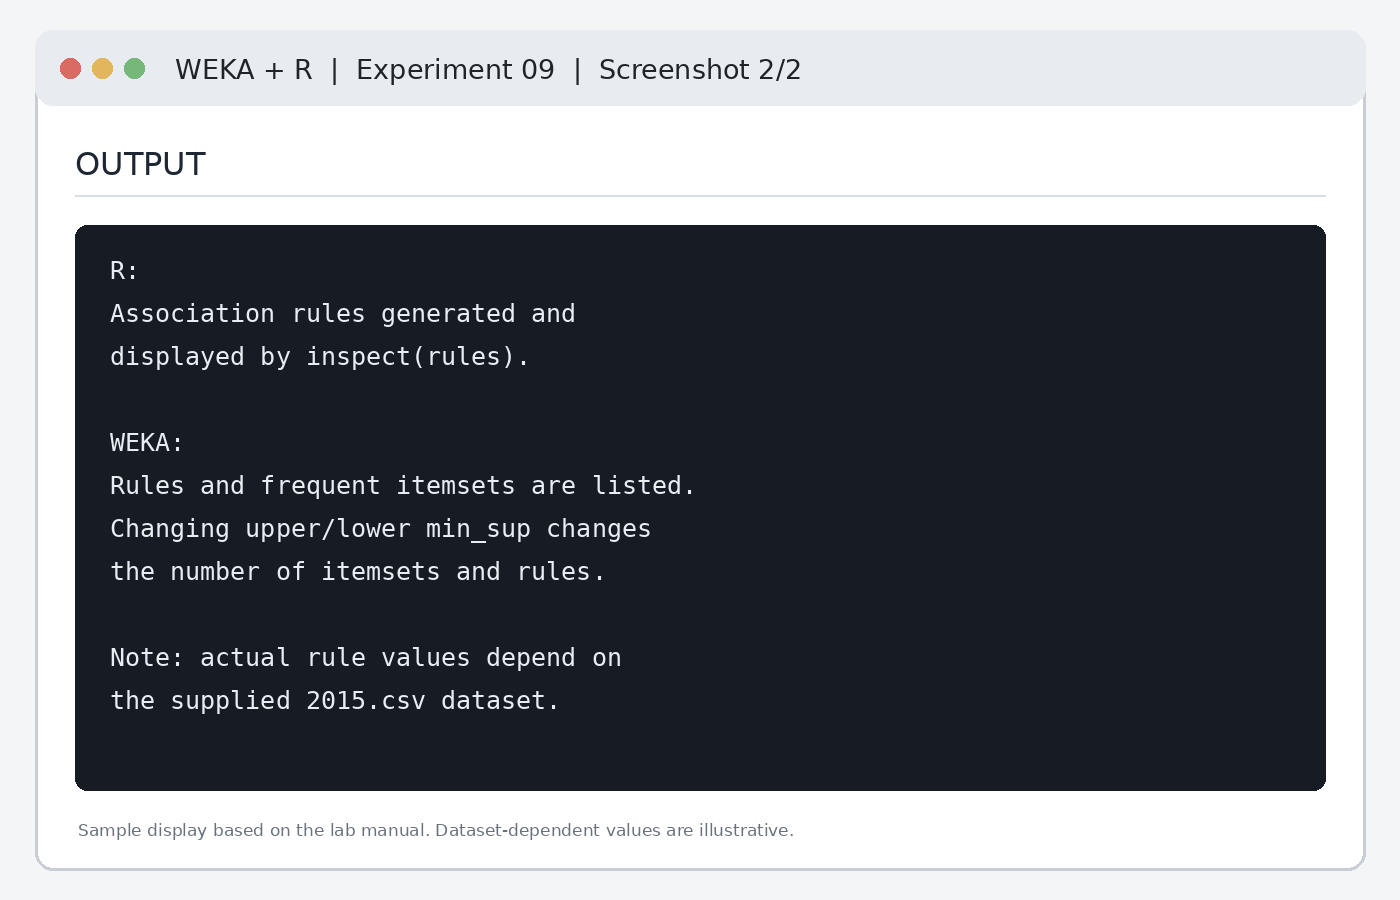 WEKA + R | Experiment 09 | Screenshot 2/2
OUTPUT
R:
Association rules generated and
displayed by inspect(rules).
WEKA:
Rules and frequent itemsets are listed.
Changing upper/lower min_sup changes
the number of itemsets and rules.
Note: actual rule values depend on
the supplied 2015.csv dataset.
Sample display based on the lab manual. Dataset-dependent values are illustrative.